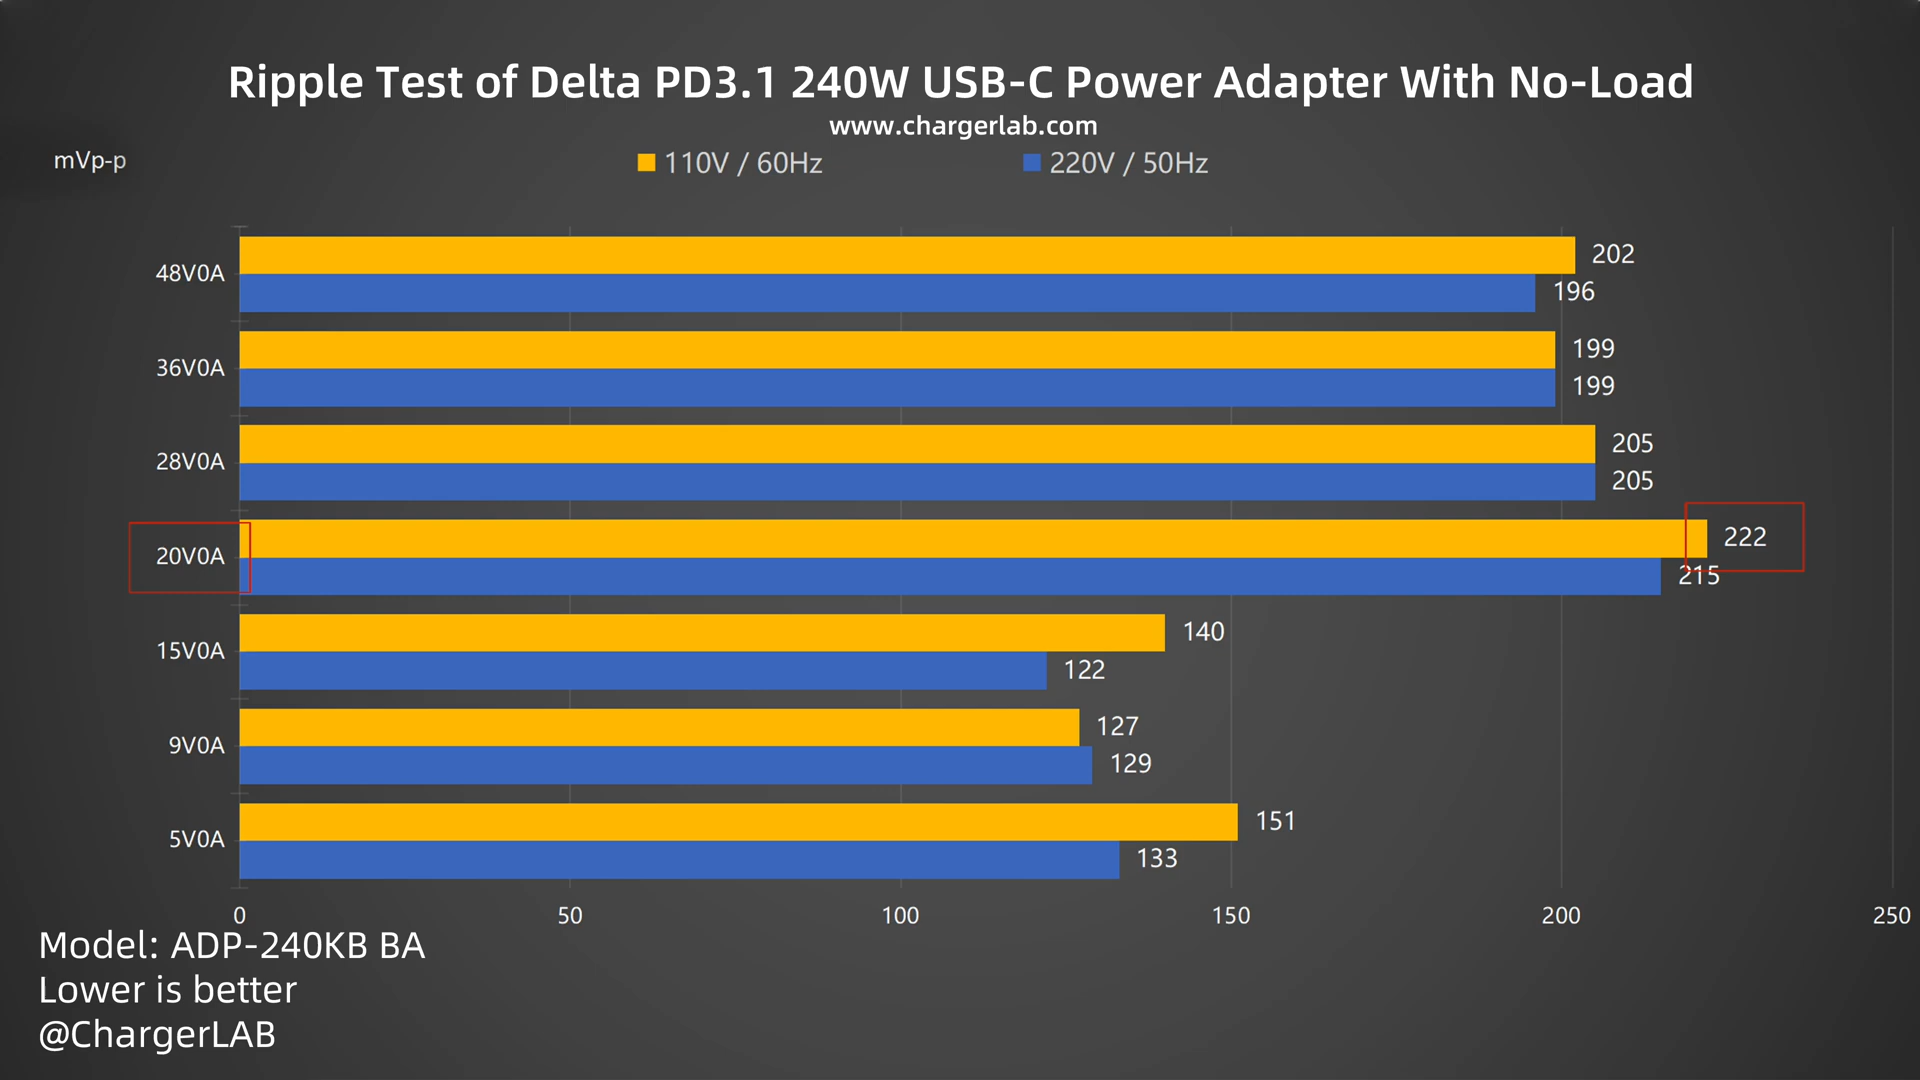 Ripple Test of Delta PD3.1 240W USB-C Power Adapter With No-Load
www.chargerlab.com
mVp-p
110V / 60Hz
220V / 50Hz
48V0A
202
196
36V0A
199
199
28V0A
205
205
20V0A
222
215
15V0A
140
122
9V0A
127
129
5V0A
151
133
0 50 100 150 200 250
Model: ADP-240KB BA
Lower is better
@ChargerLAB